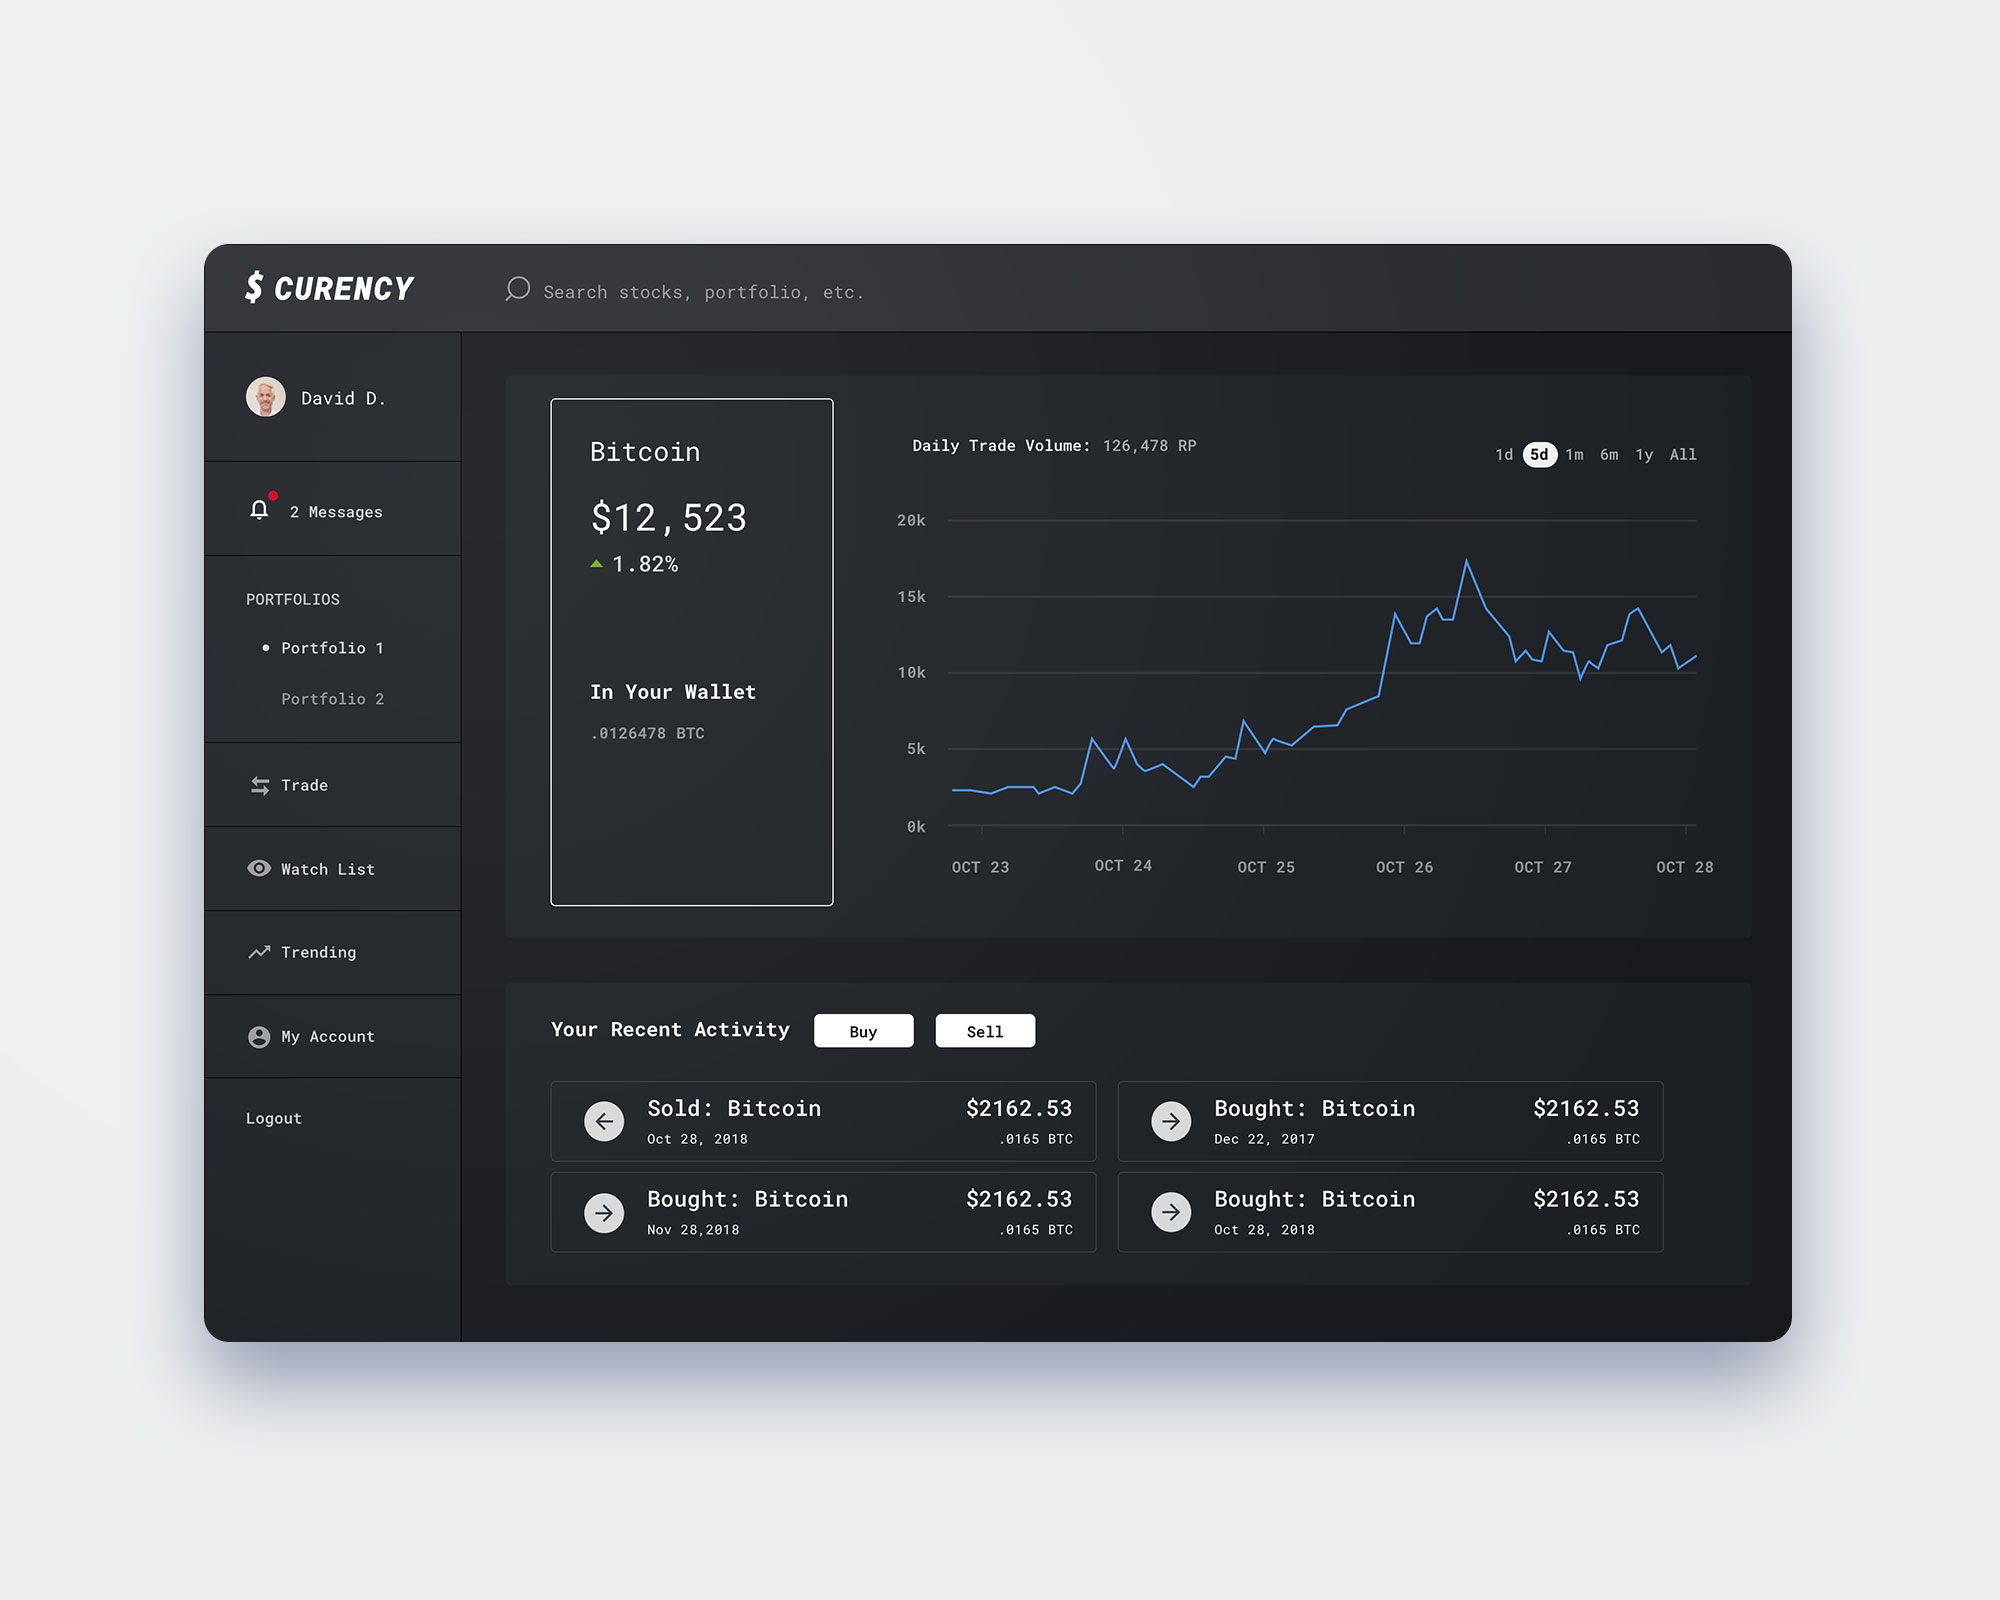 $ CURENCY
Search stocks, portfolio, etc.
David D.
2 Messages
PORTFOLIOS
Portfolio 1
Portfolio 2
Trade
Watch List
Trending
My Account
Logout
Bitcoin
$12,523
1.82%
In Your Wallet
.0126478 BTC
Daily Trade Volume: 126,478 RP
1d 5d 1m 6m 1y All
20k
15k
10k
5k
0k
OCT 23 OCT 24 OCT 25 OCT 26 OCT 27 OCT 28
Your Recent Activity Buy Sell
Sold: Bitcoin $2162.53
Oct 28, 2018 .0165 BTC
Bought: Bitcoin $2162.53
Dec 22, 2017 .0165 BTC
Bought: Bitcoin $2162.53
Nov 28,2018 .0165 BTC
Bought: Bitcoin $2162.53
Oct 28, 2018 .0165 BTC